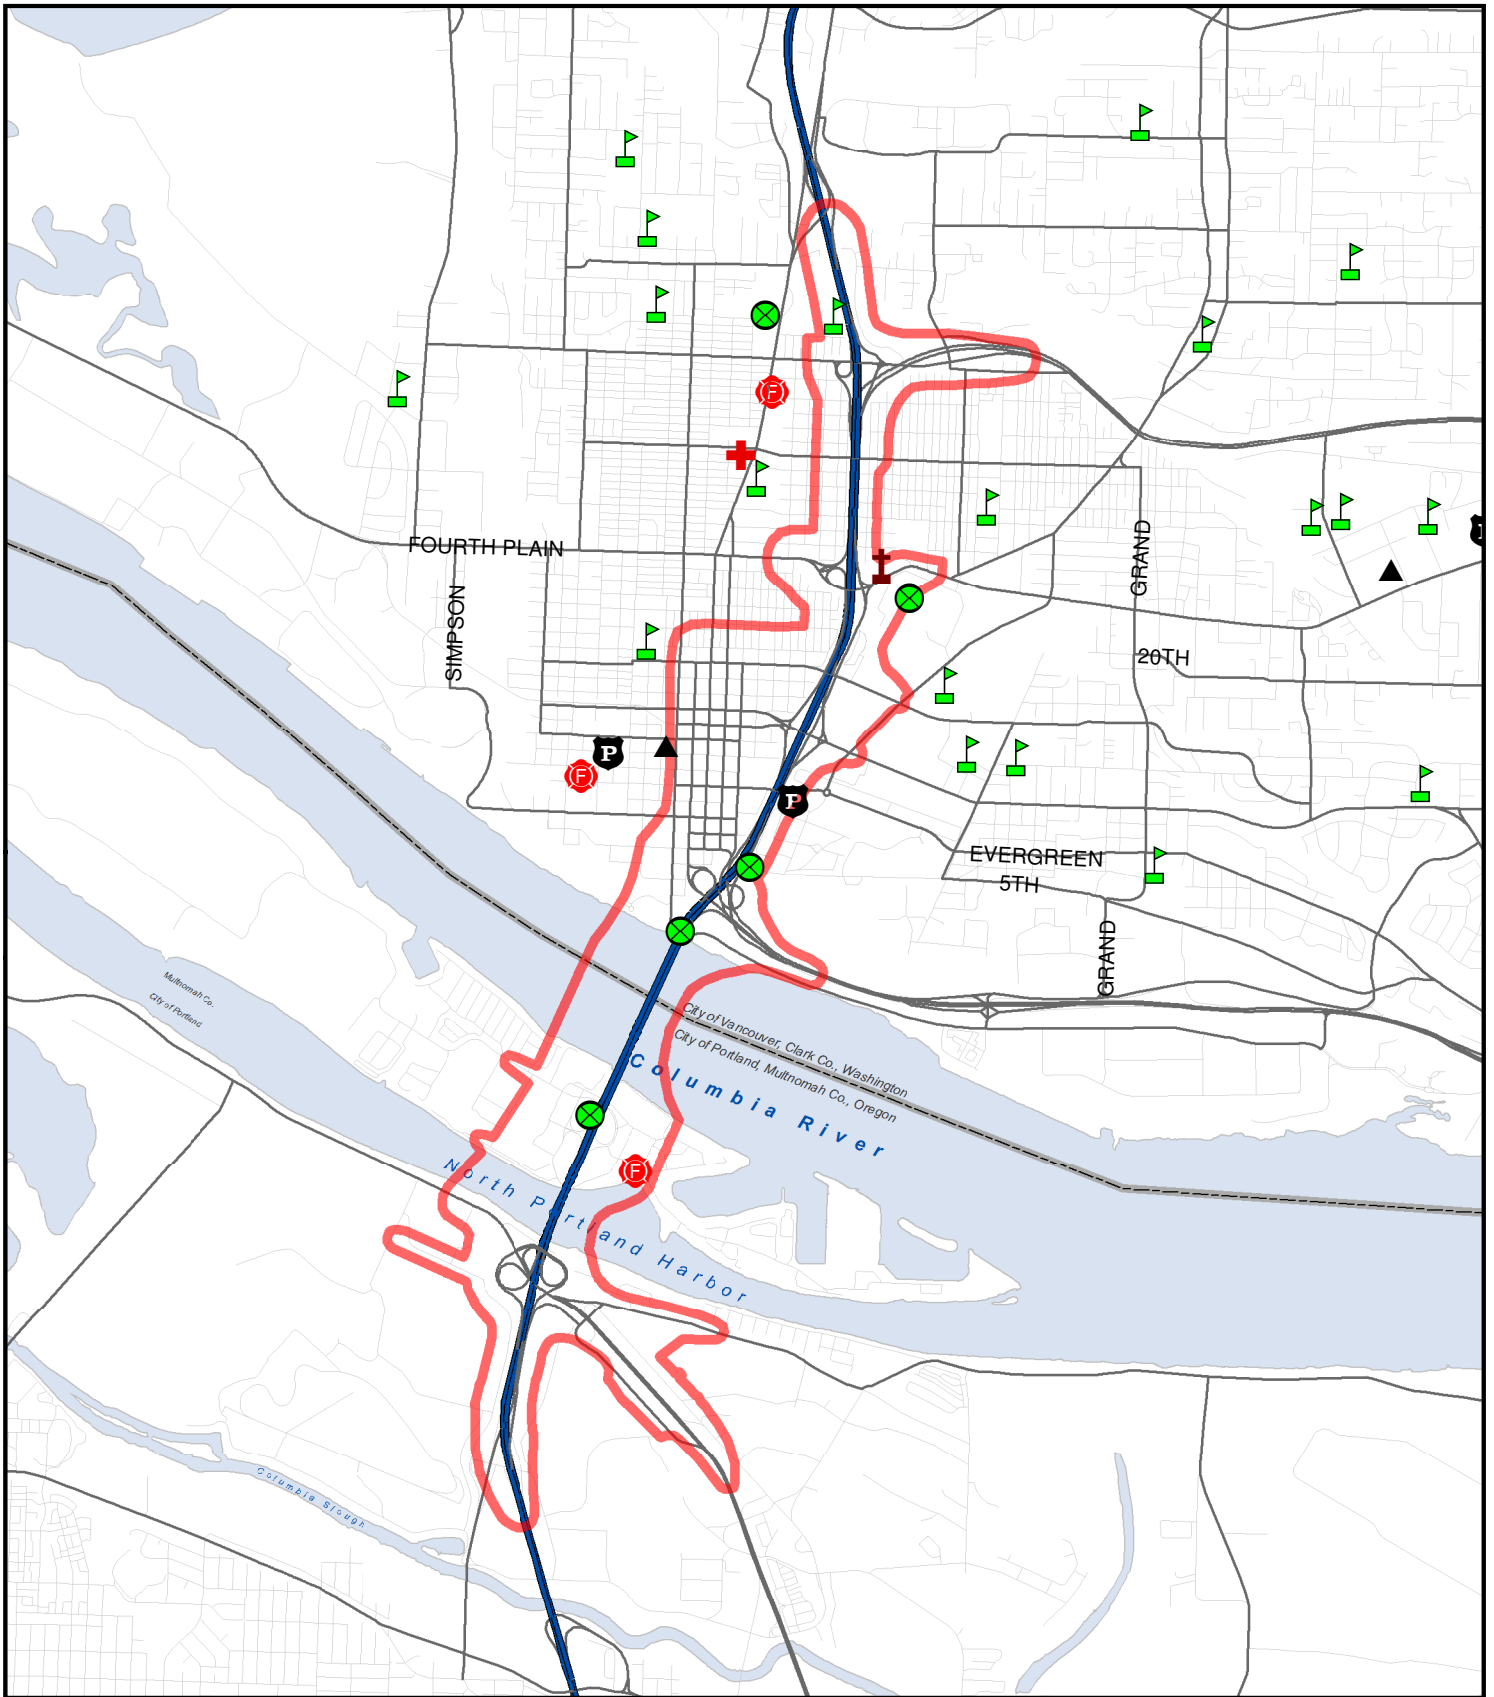 F
FOURTH PLAIN
GRAND
SIMPSON
20TH
P
F
P
EVERGREEN
5TH
GRAND
Multnomah Co.
City of Portland
City of Vancouver, Clark Co., Washington
City of Portland, Multnomah Co., Oregon
Columbia River
F
North Portland Harbor
Columbia Slough